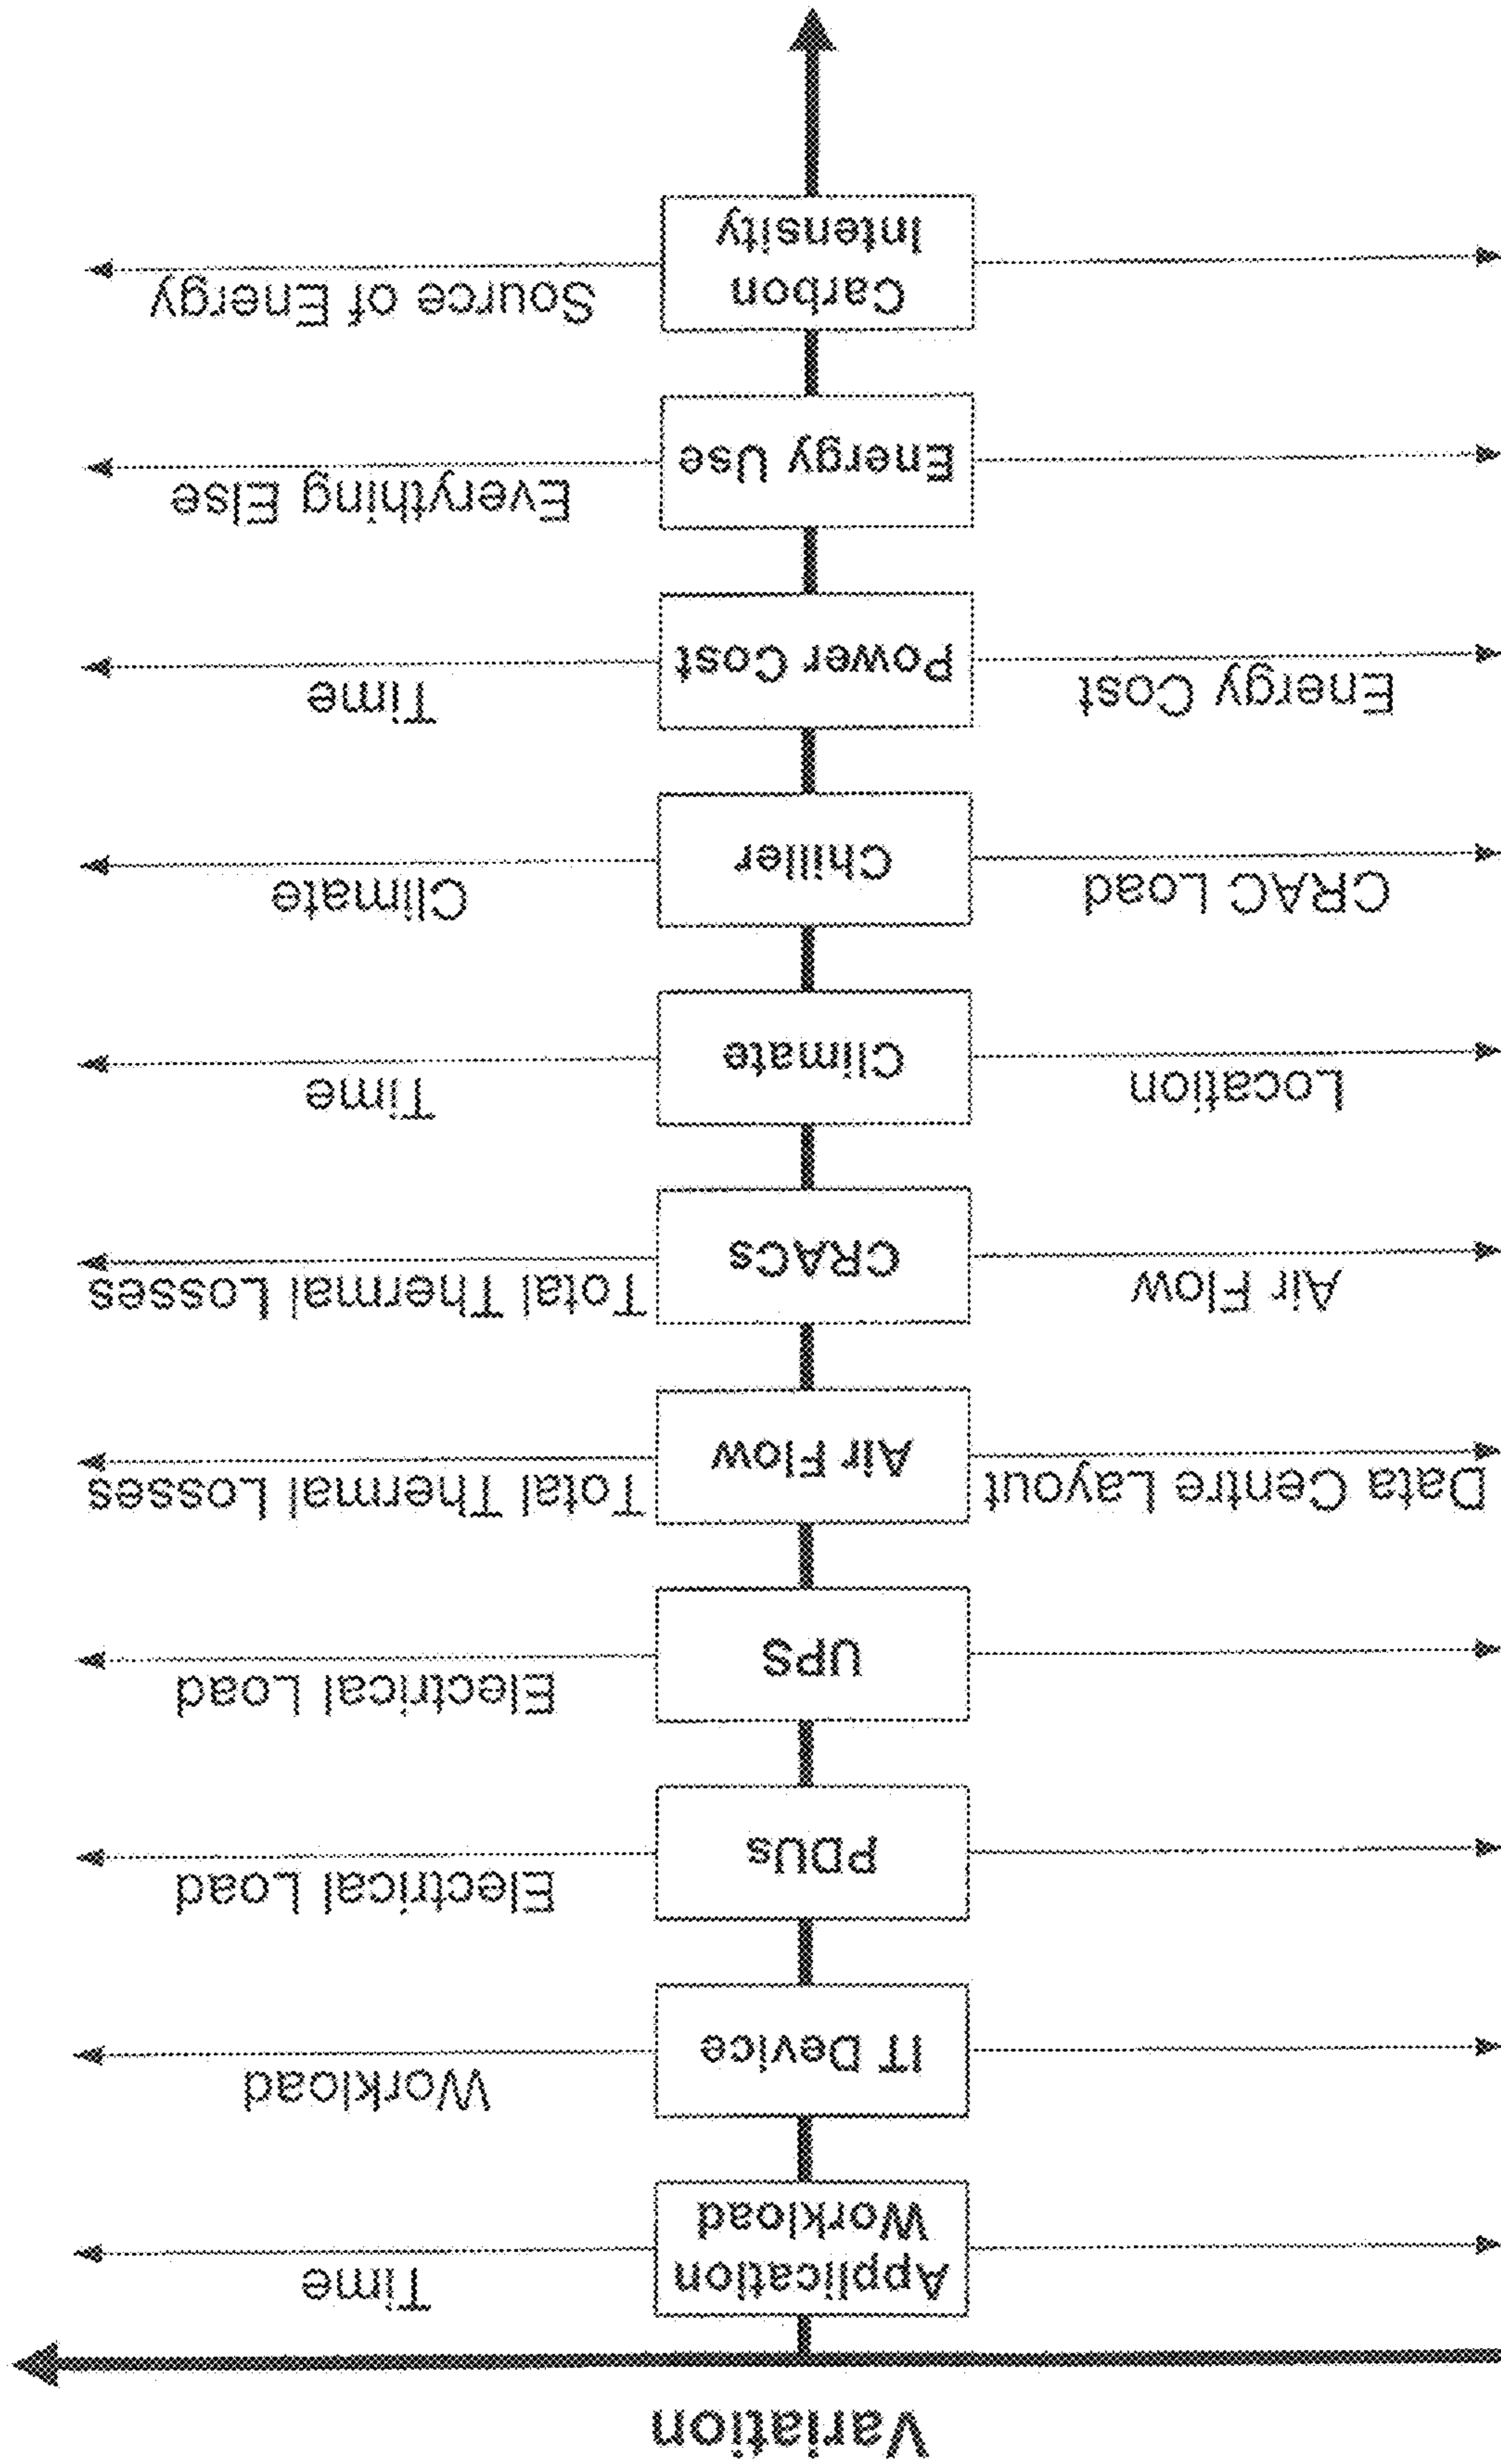 Variation
Application
Workload
Time
IT Device
Workload
PDUs
Electrical Load
UPS
Electrical Load
Data Centre Layout
Air Flow
Total Thermal Losses
Air Flow
CRACs
Total Thermal Losses
Location
Climate
Time
CRAC Load
Chiller
Climate
Energy Cost
Power Cost
Time
Energy Use
Everything Else
Carbon
Intensity
Source of Energy